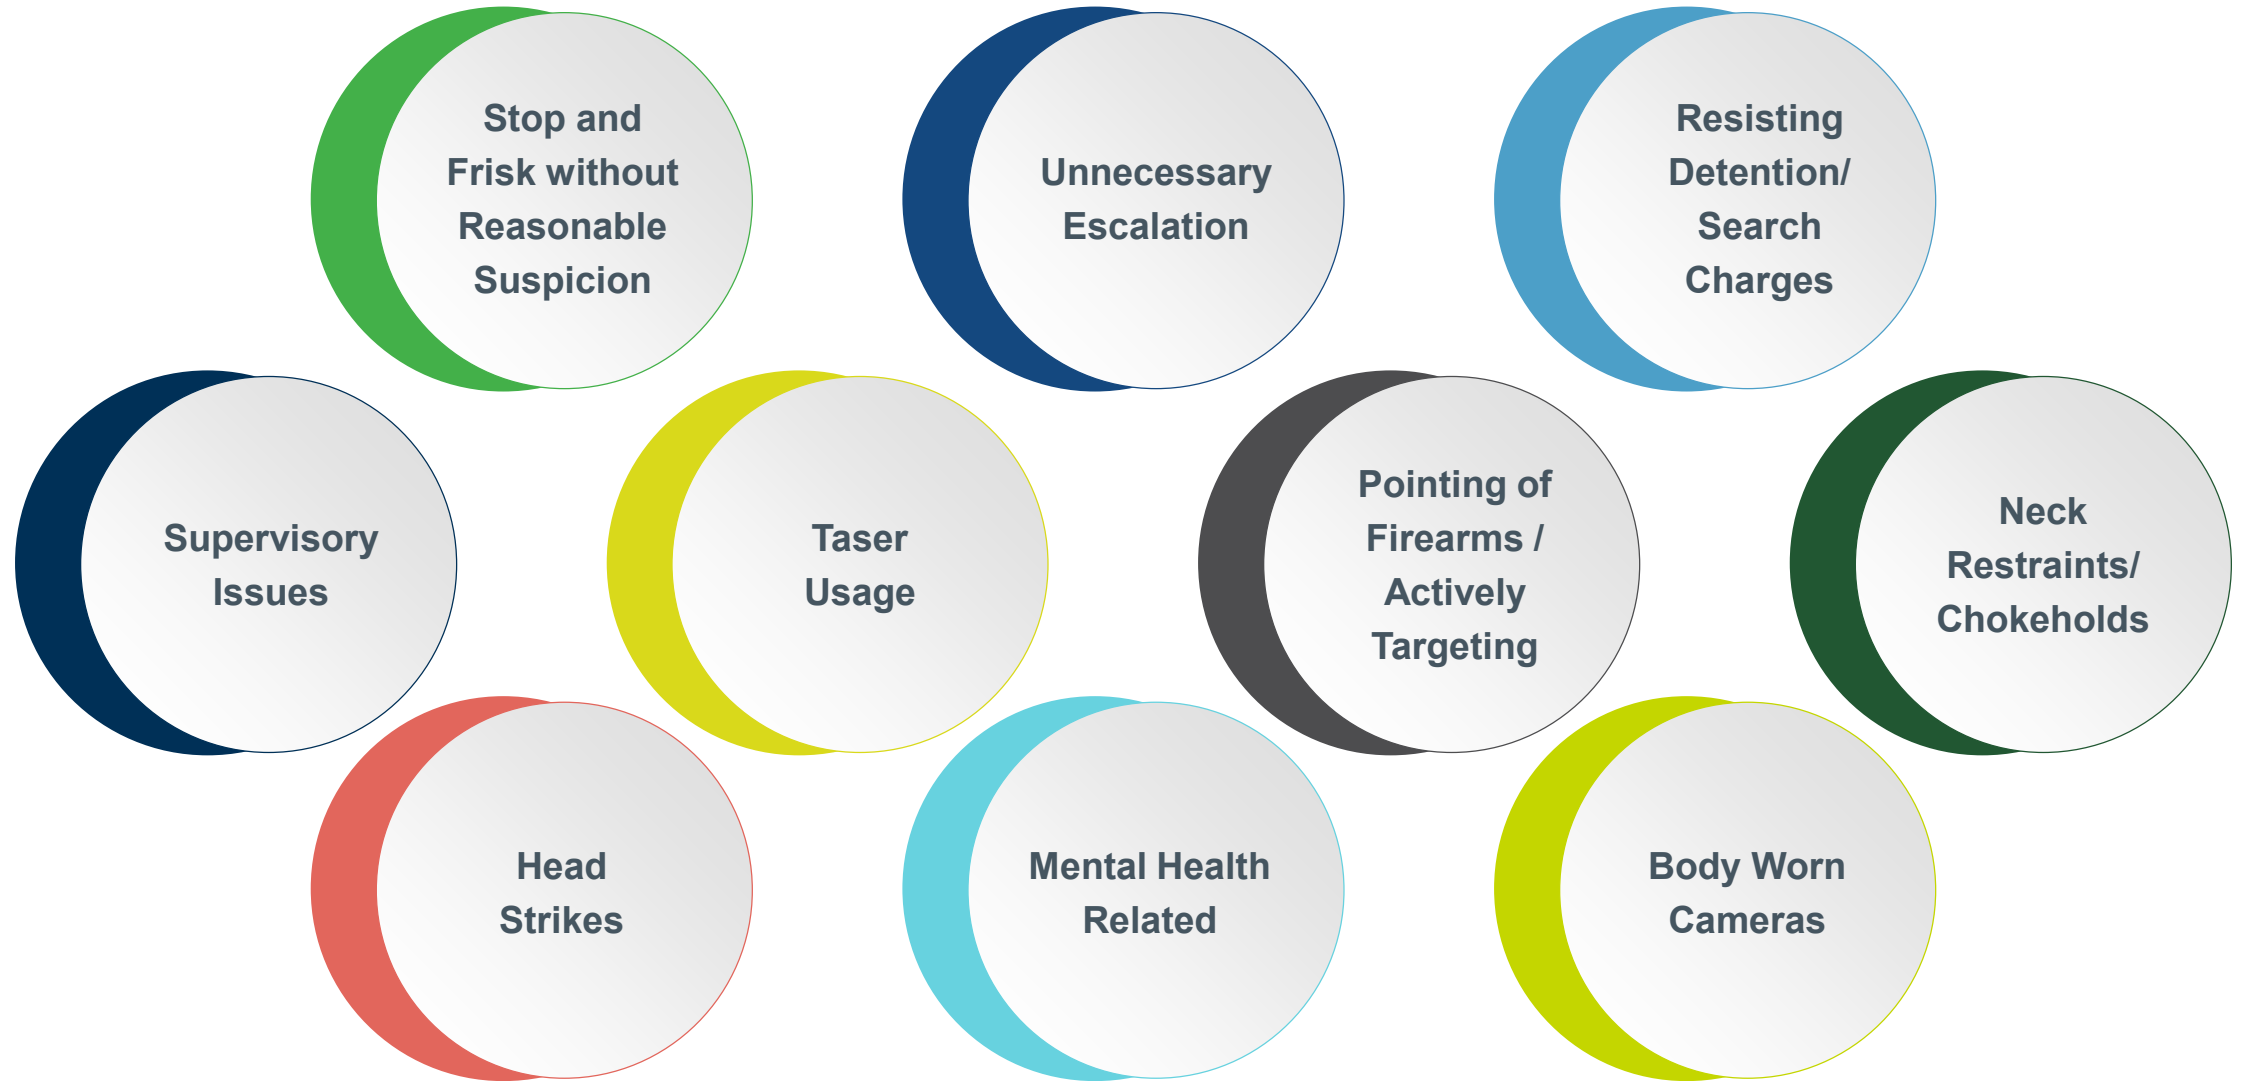 Stop and
Frisk without
Reasonable
Suspicion
Unnecessary
Escalation
Resisting
Detention/
Search
Charges
Supervisory
Issues
Taser
Usage
Pointing of
Firearms /
Actively
Targeting
Neck
Restraints/
Chokeholds
Head
Strikes
Mental Health
Related
Body Worn
Cameras